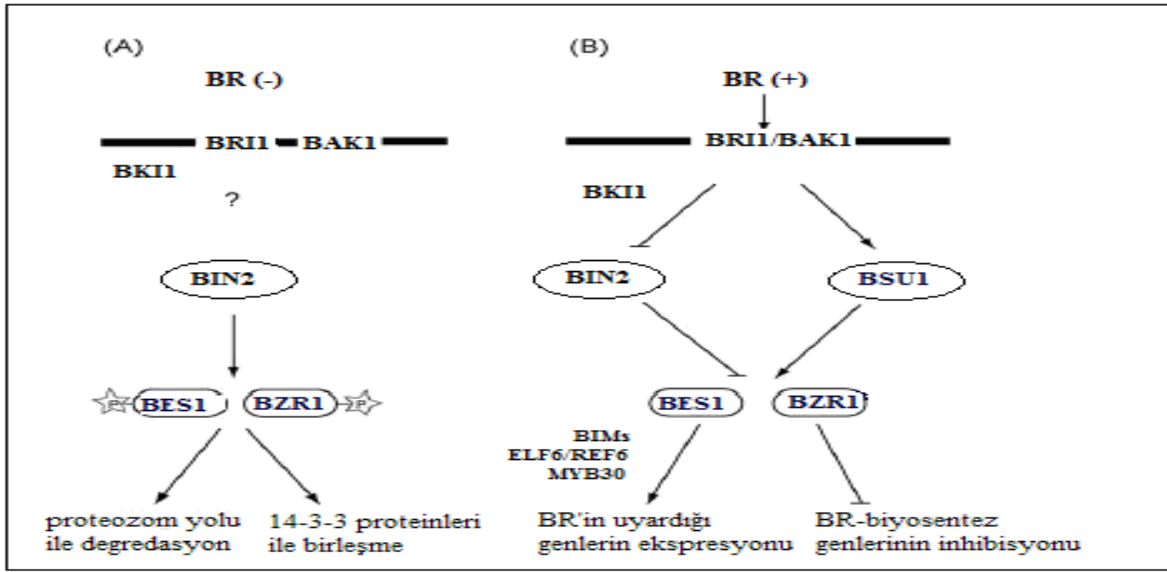 (A)
BR (-)
BRI1 BAK1
BKI1
?
BIN2
P BES1 BZR1 P
proteozom yolu
ile degredasyon
14-3-3 proteinleri
ile birleşme
(B)
BR (+)
BRI1/BAK1
BKI1
BIN2
BSU1
BES1 BZR1
BIMs
ELF6/REF6
MYB30
BR'in uyardığı
genlerin ekspresyonu
BR-biyosentez
genlerinin inhibisyonu